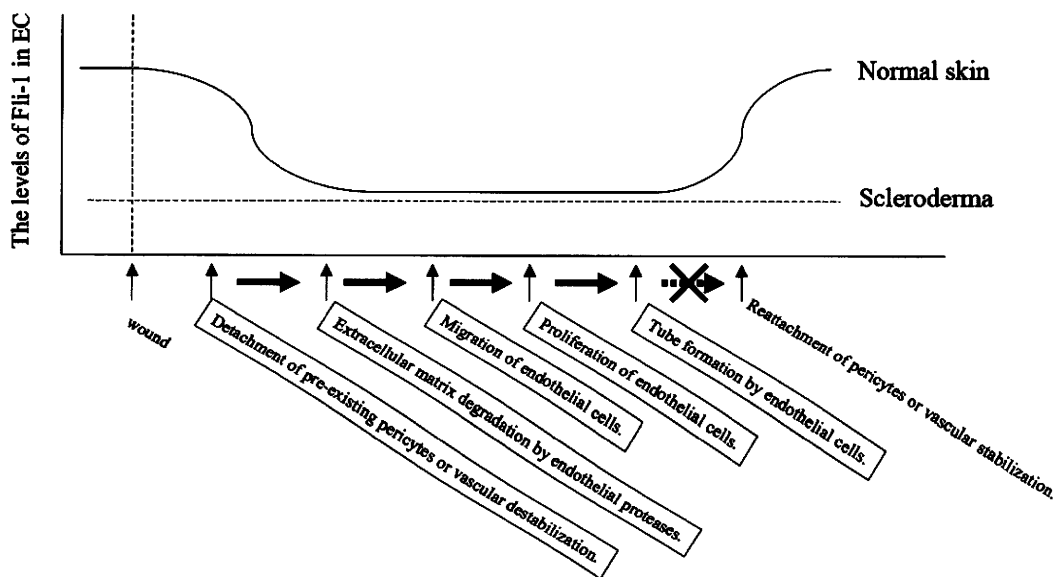 The levels of Fli-1 in EC
Normal skin
Scleroderma
wound
Detachment of pre-existing pericytes or vascular destabilization.
Extracellular matrix degradation by endothelial proteases.
Migration of endothelial cells.
Proliferation of endothelial cells.
Tube formation by endothelial cells.
Reattachment of pericytes or vascular stabilization.